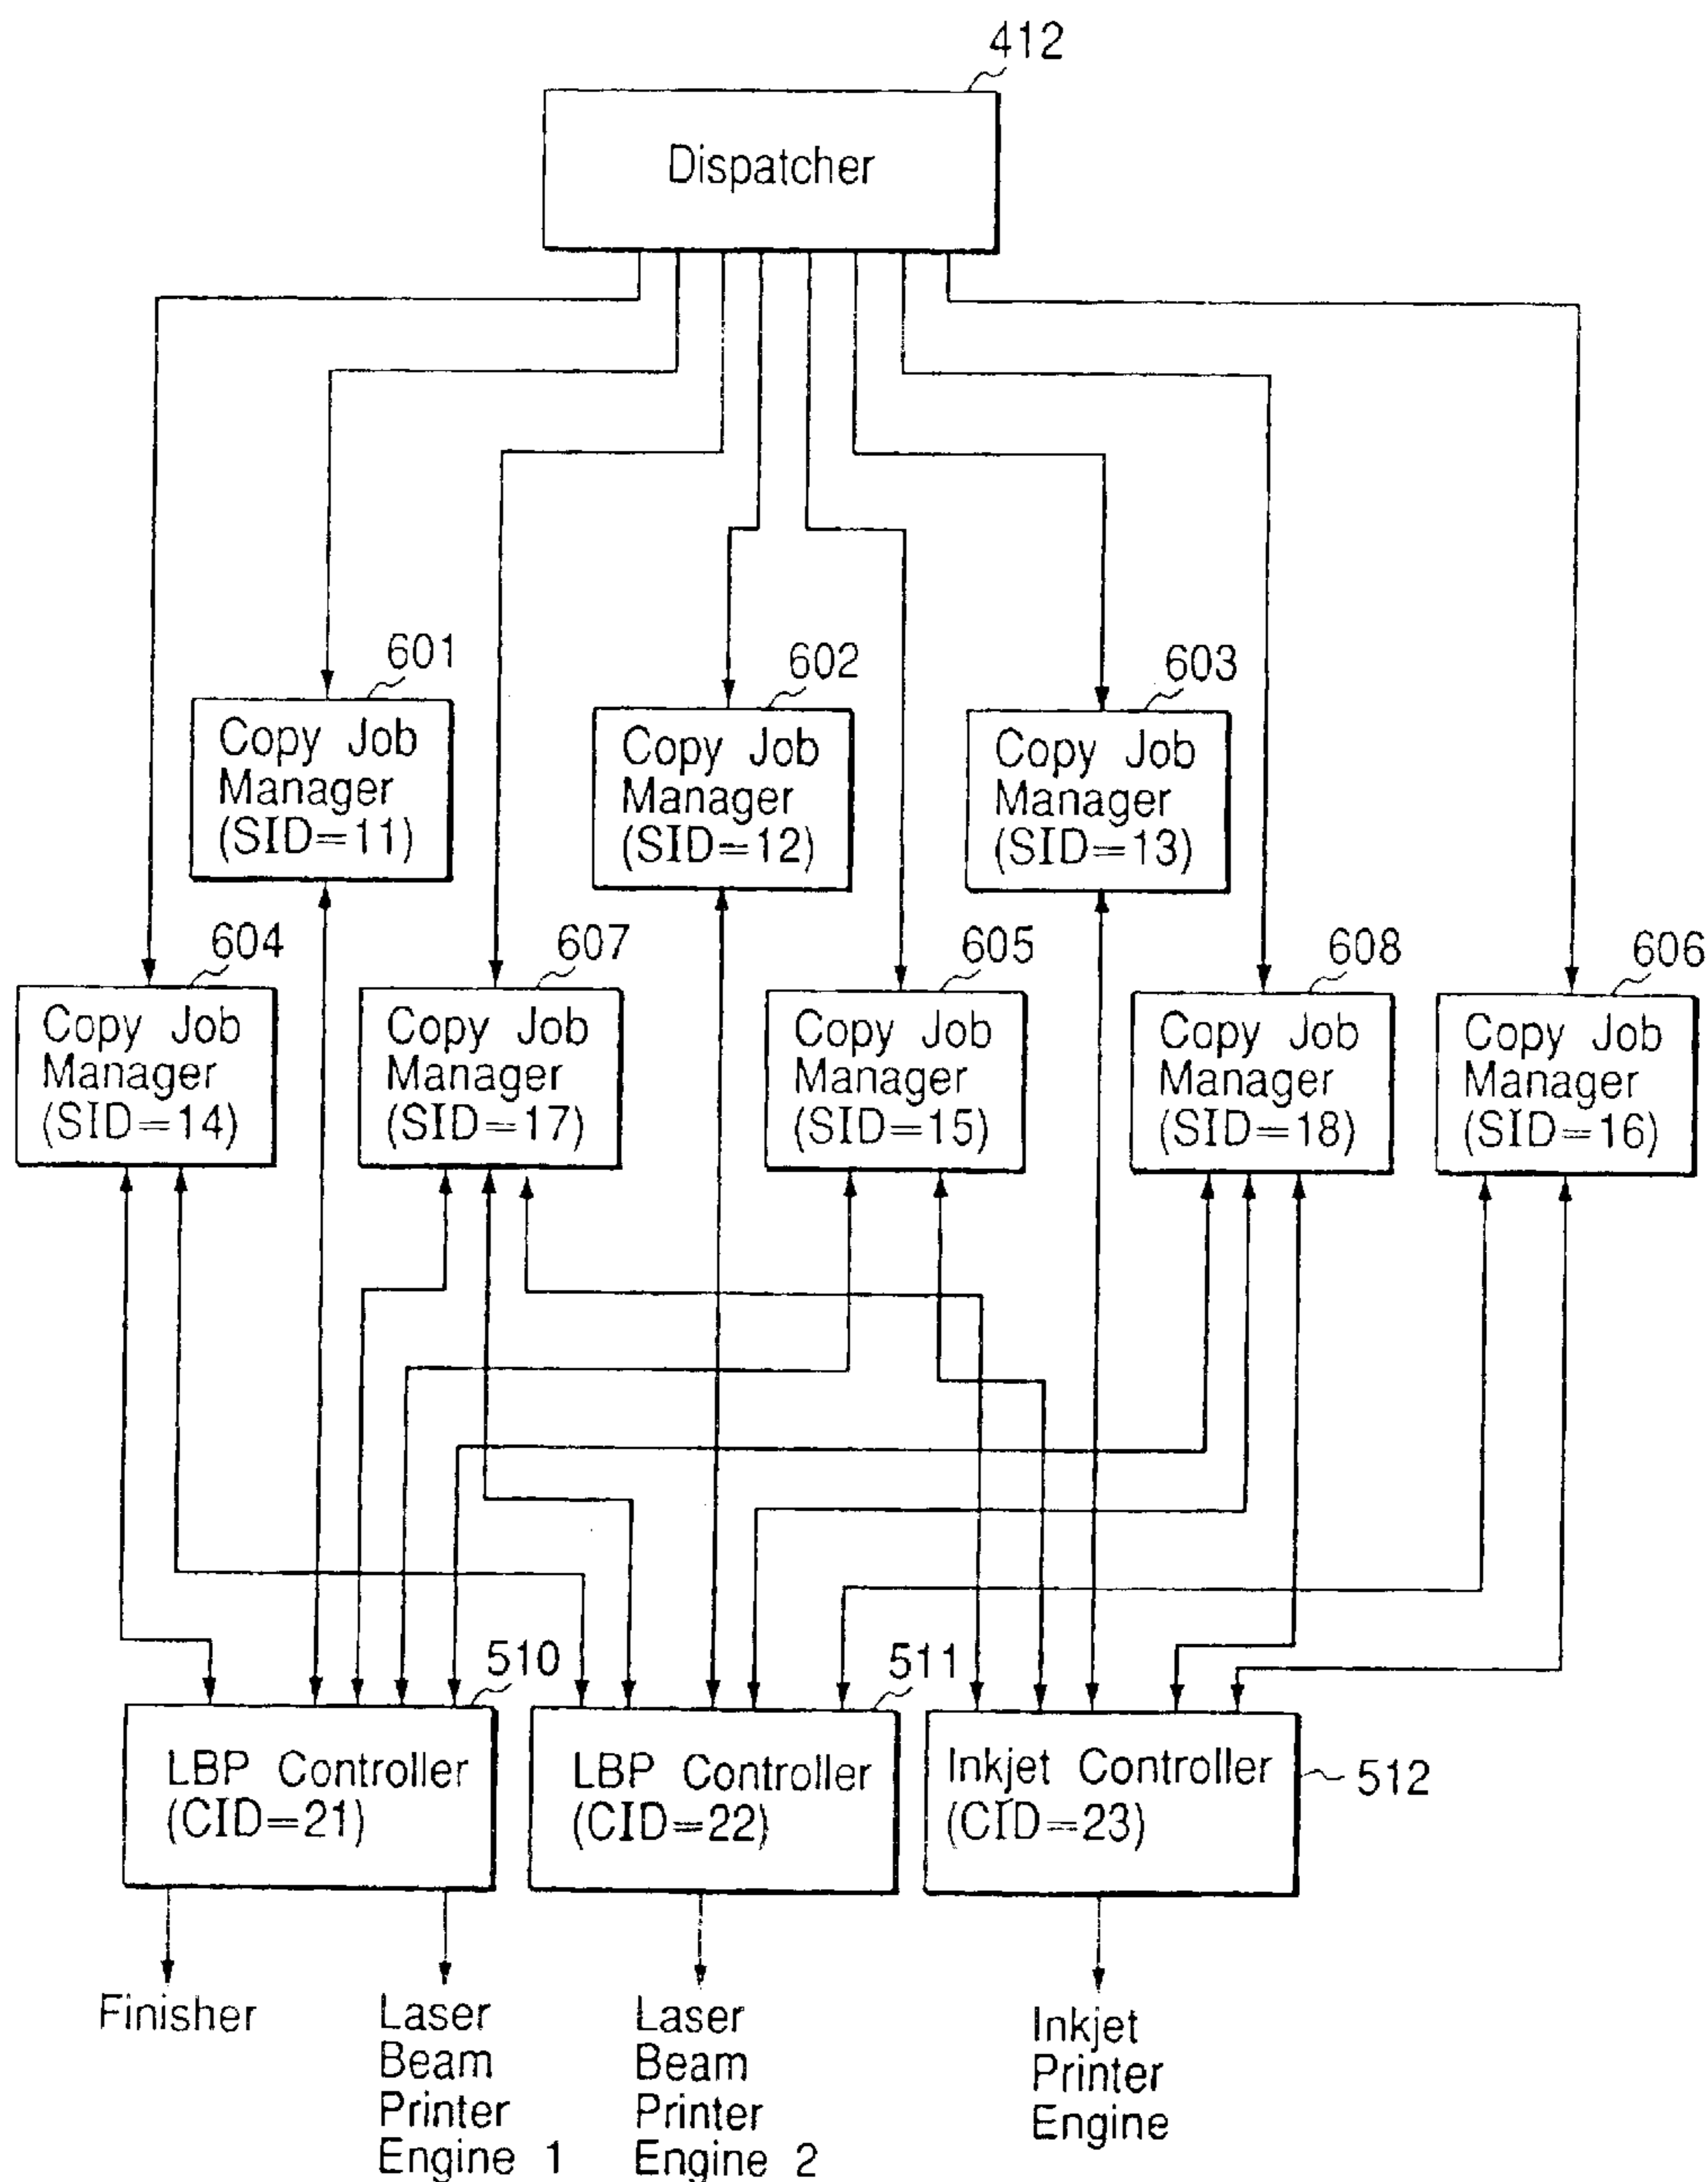 412
Dispatcher
601
Copy Job
Manager
(SID=11)
602
Copy Job
Manager
(SID=12)
603
Copy Job
Manager
(SID=13)
604
Copy Job
Manager
(SID=14)
607
Copy Job
Manager
(SID=17)
605
Copy Job
Manager
(SID=15)
608
Copy Job
Manager
(SID=18)
606
Copy Job
Manager
(SID=16)
510
LBP Controller
(CID=21)
511
LBP Controller
(CID=22)
512
Inkjet Controller
(CID=23)
Finisher
Laser
Beam
Printer
Engine 1
Laser
Beam
Printer
Engine 2
Inkjet
Printer
Engine